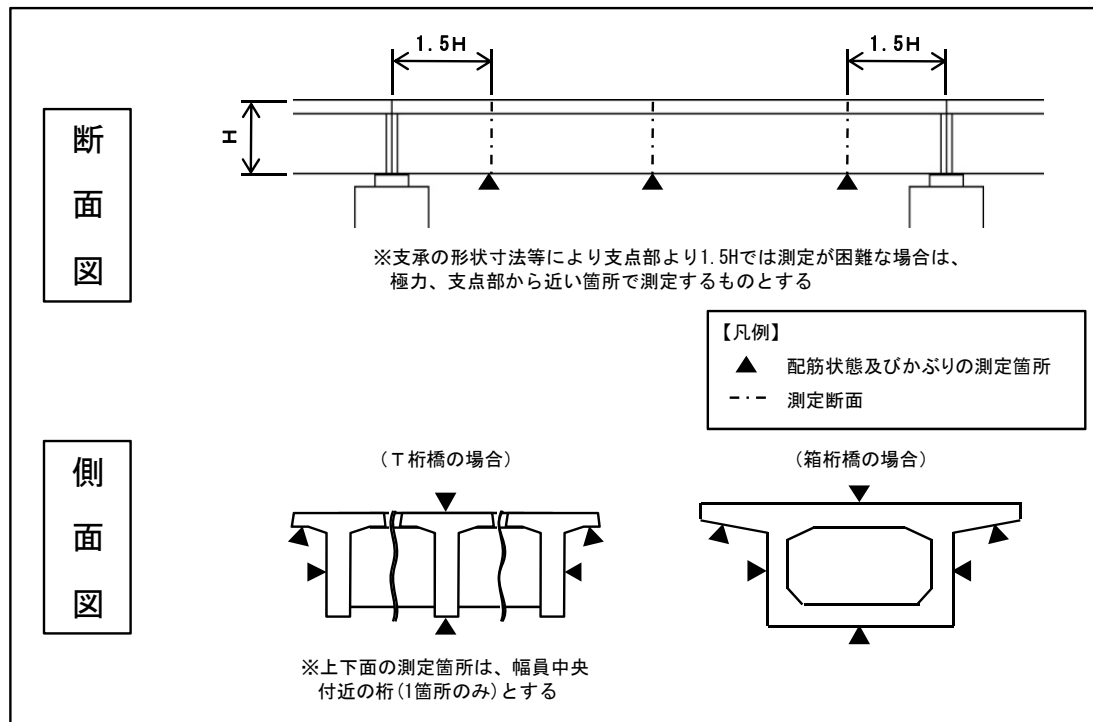 1.5H
1.5H
H
断面図
※支承の形状寸法等により支点部より1.5Hでは測定が困難な場合は、
極力、支点部から近い箇所で測定するものとする
【凡例】
▲ 配筋状態及びかぶりの測定箇所
測定断面
側面図
(T桁橋の場合)
(箱桁橋の場合)
※上下面の測定箇所は、幅員中央
付近の桁(1箇所のみ)とする